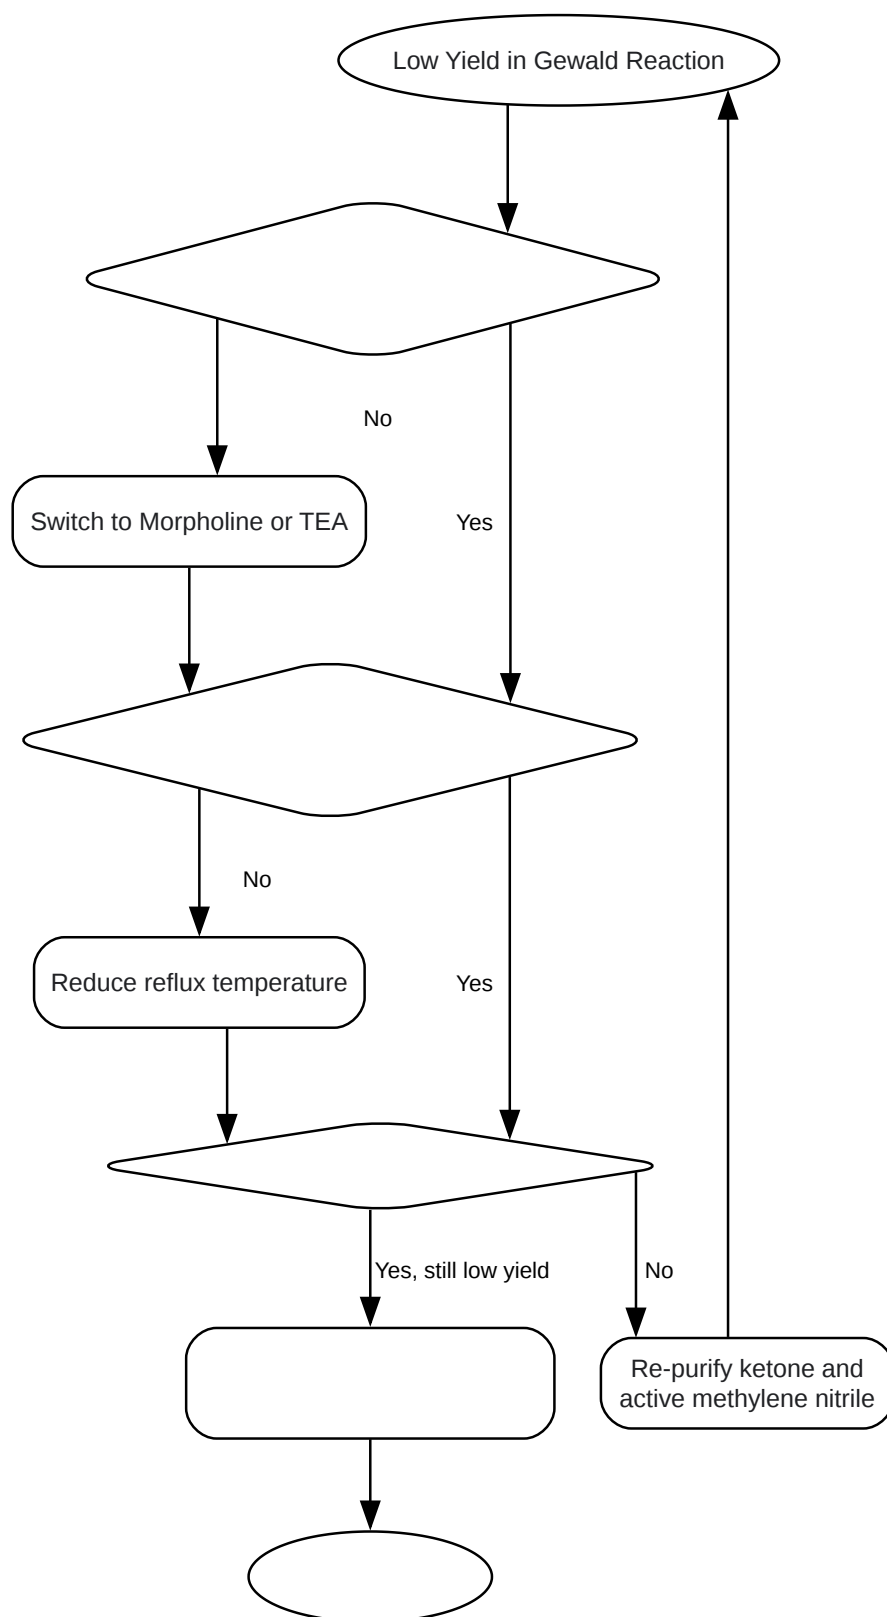 Low Yield in Gewald Reaction
No
Switch to Morpholine or TEA
Yes
No
Reduce reflux temperature
Yes
Yes, still low yield
No
Re-purify ketone and
active methylene nitrile